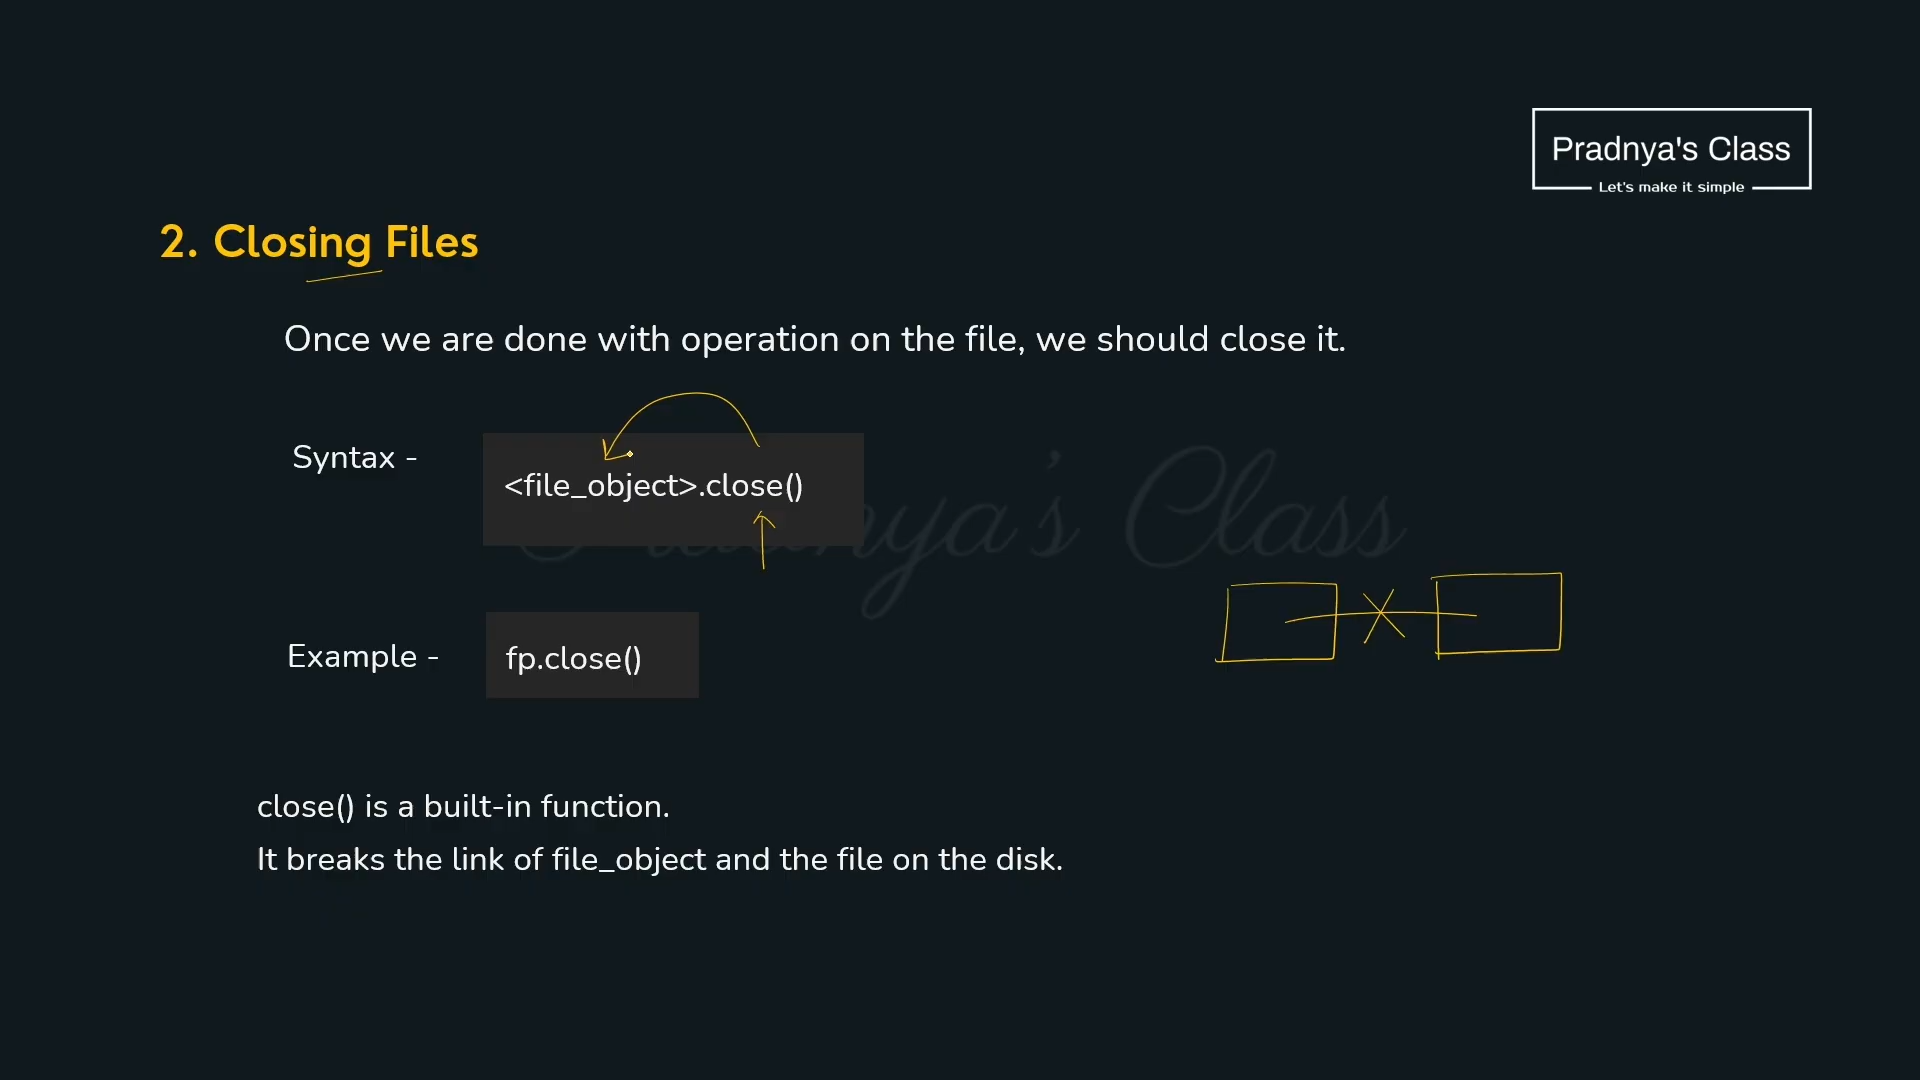 Pradnya's Class
Let's make it simple
2. Closing Files
Once we are done with operation on the file, we should close it.
Syntax -
<file_object>.close()
Pradnya's Class
Example -
fp.close()
close() is a built-in function.
It breaks the link of file_object and the file on the disk.